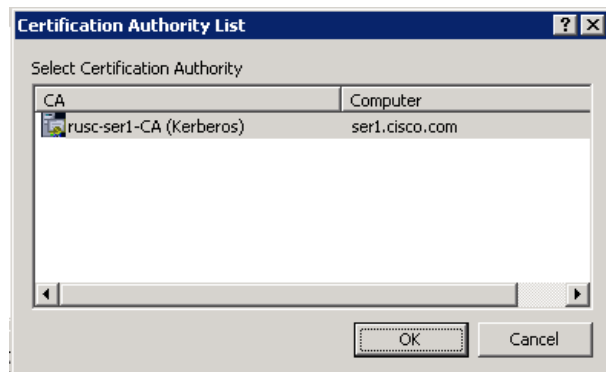 Certification Authority List
Select Certification Authority
CA Computer
rusc-ser1-CA (Kerberos) ser1.cisco.com
OK Cancel